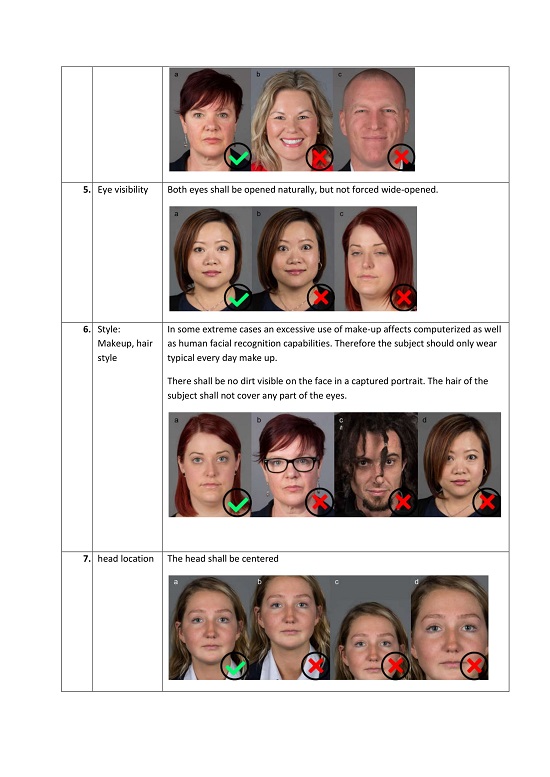 a b c
5. Eye visibility Both eyes shall be opened naturally, but not forced wide-opened.
a b c
6. Style: In some extreme cases an excessive use of make-up affects computerized as well
Makeup, hair as human facial recognition capabilities. Therefore the subject should only wear
style typical every day make up.
There shall be no dirt visible on the face in a captured portrait. The hair of the
subject shall not cover any part of the eyes.
a b c d
7. head location The head shall be centered
a b c d